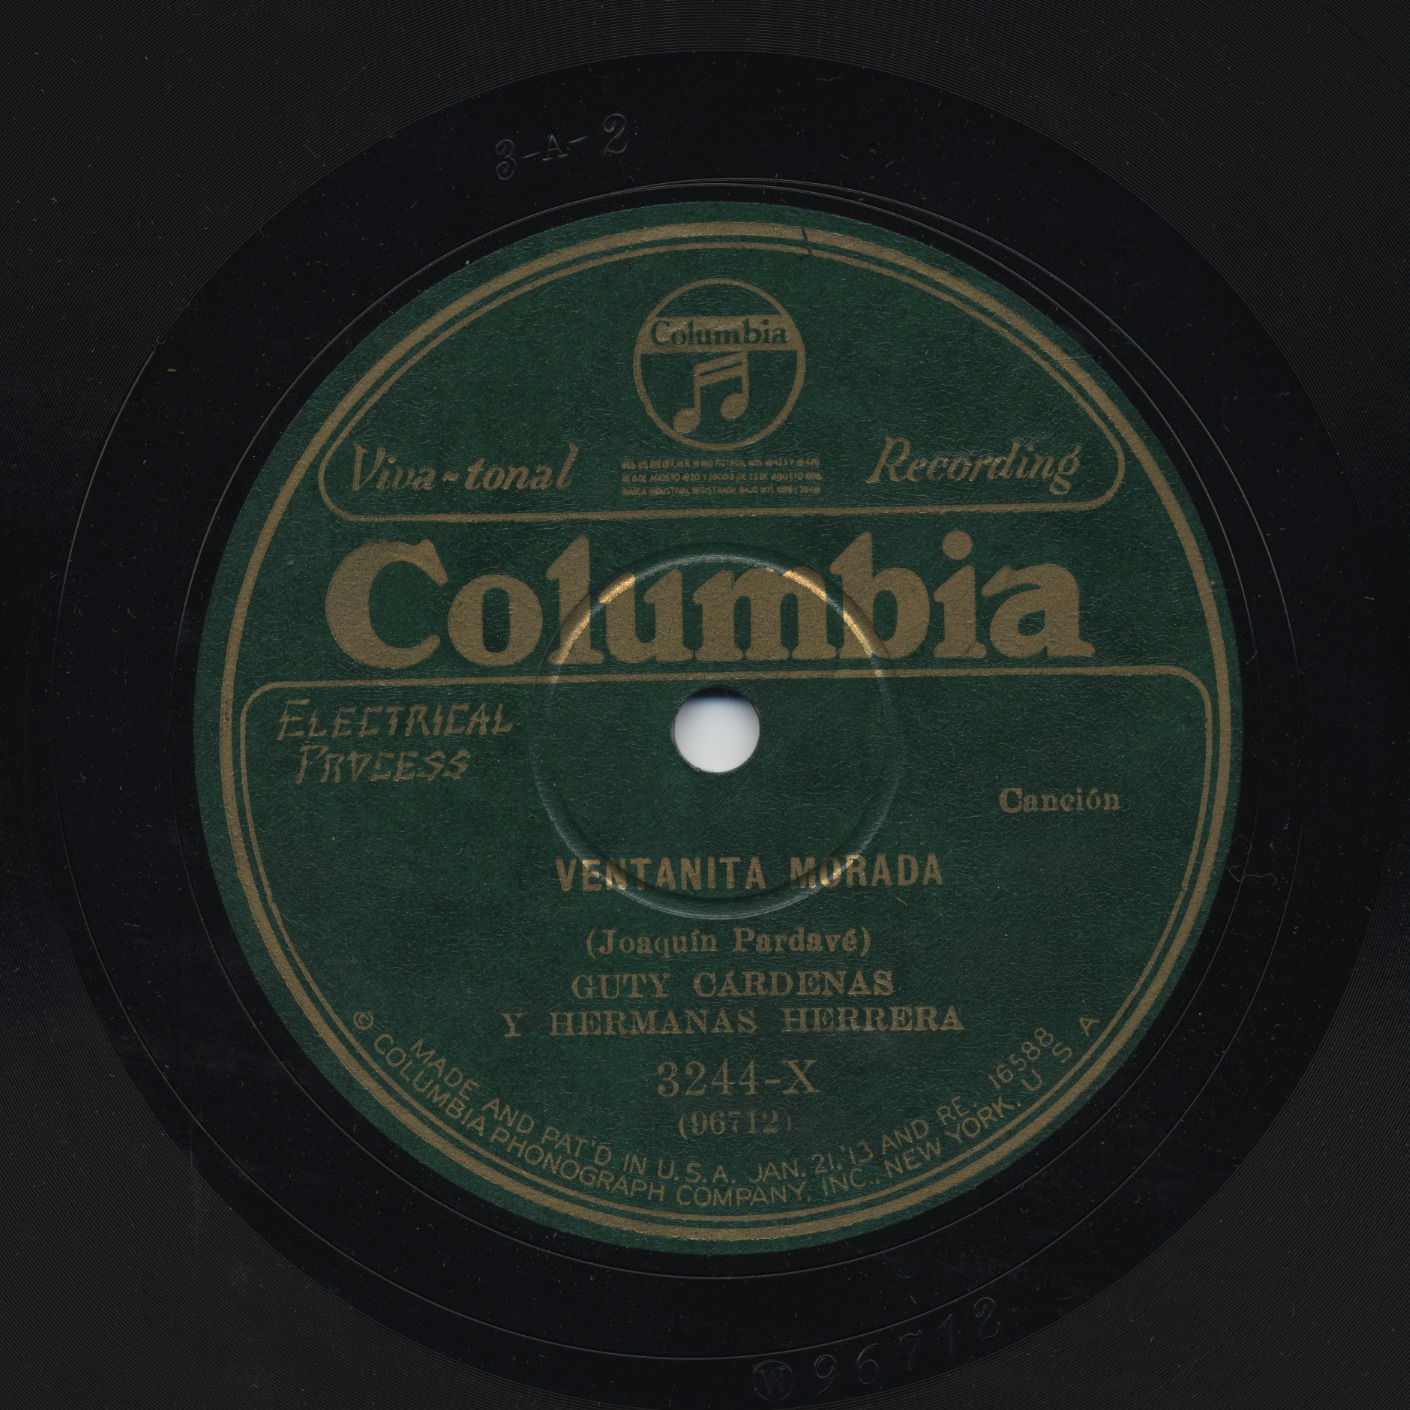 3-A-2
Columbia
Viva-tonal
Recording
Columbia
ELECTRICAL
PROCESS
Canción
VENTANITA MORADA
(Joaquín Pardavé)
GUTY CÁRDENAS
Y HERMANAS HERRERA
3244-X
(96712)
MADE AND PAT'D IN U.S.A. JAN. 21,'13 AND RE. 16588
© COLUMBIA PHONOGRAPH COMPANY, INC., NEW YORK, U S A
W 96712